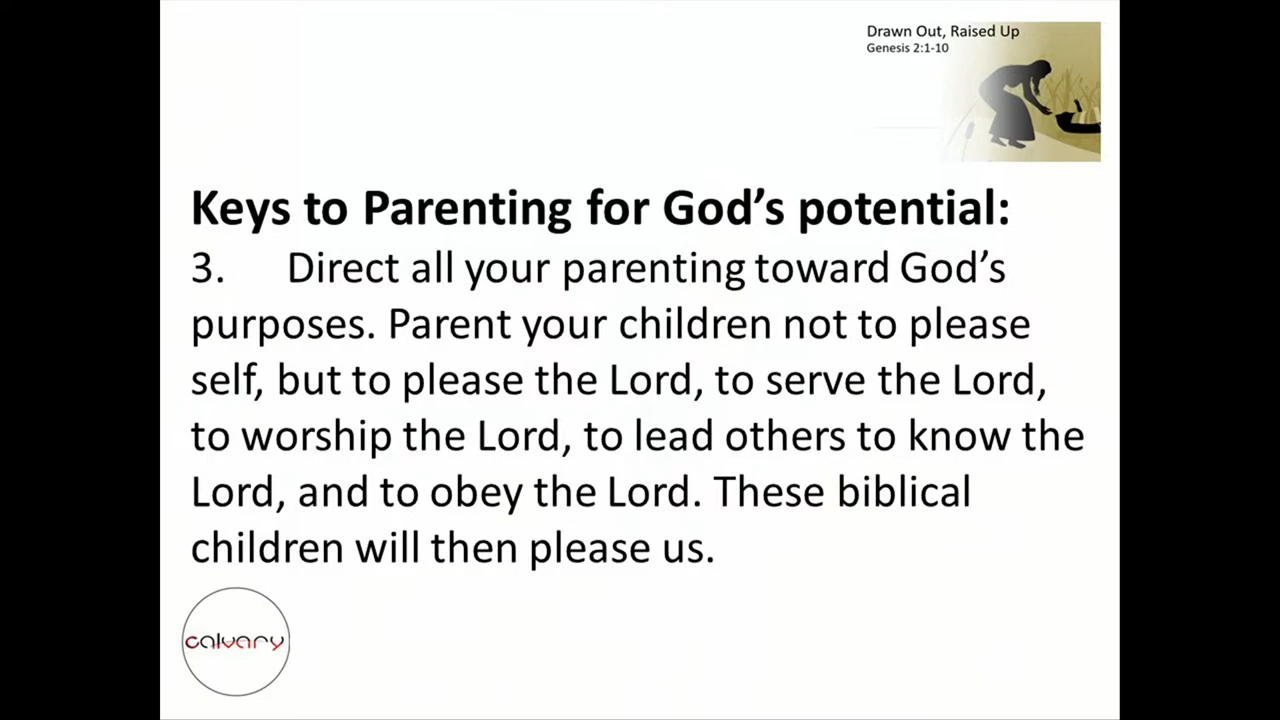 Drawn Out, Raised Up
Genesis 2:1-10
Keys to Parenting for God’s potential:
3. Direct all your parenting toward God’s
purposes. Parent your children not to please
self, but to please the Lord, to serve the Lord,
to worship the Lord, to lead others to know the
Lord, and to obey the Lord. These biblical
children will then please us.
calvary